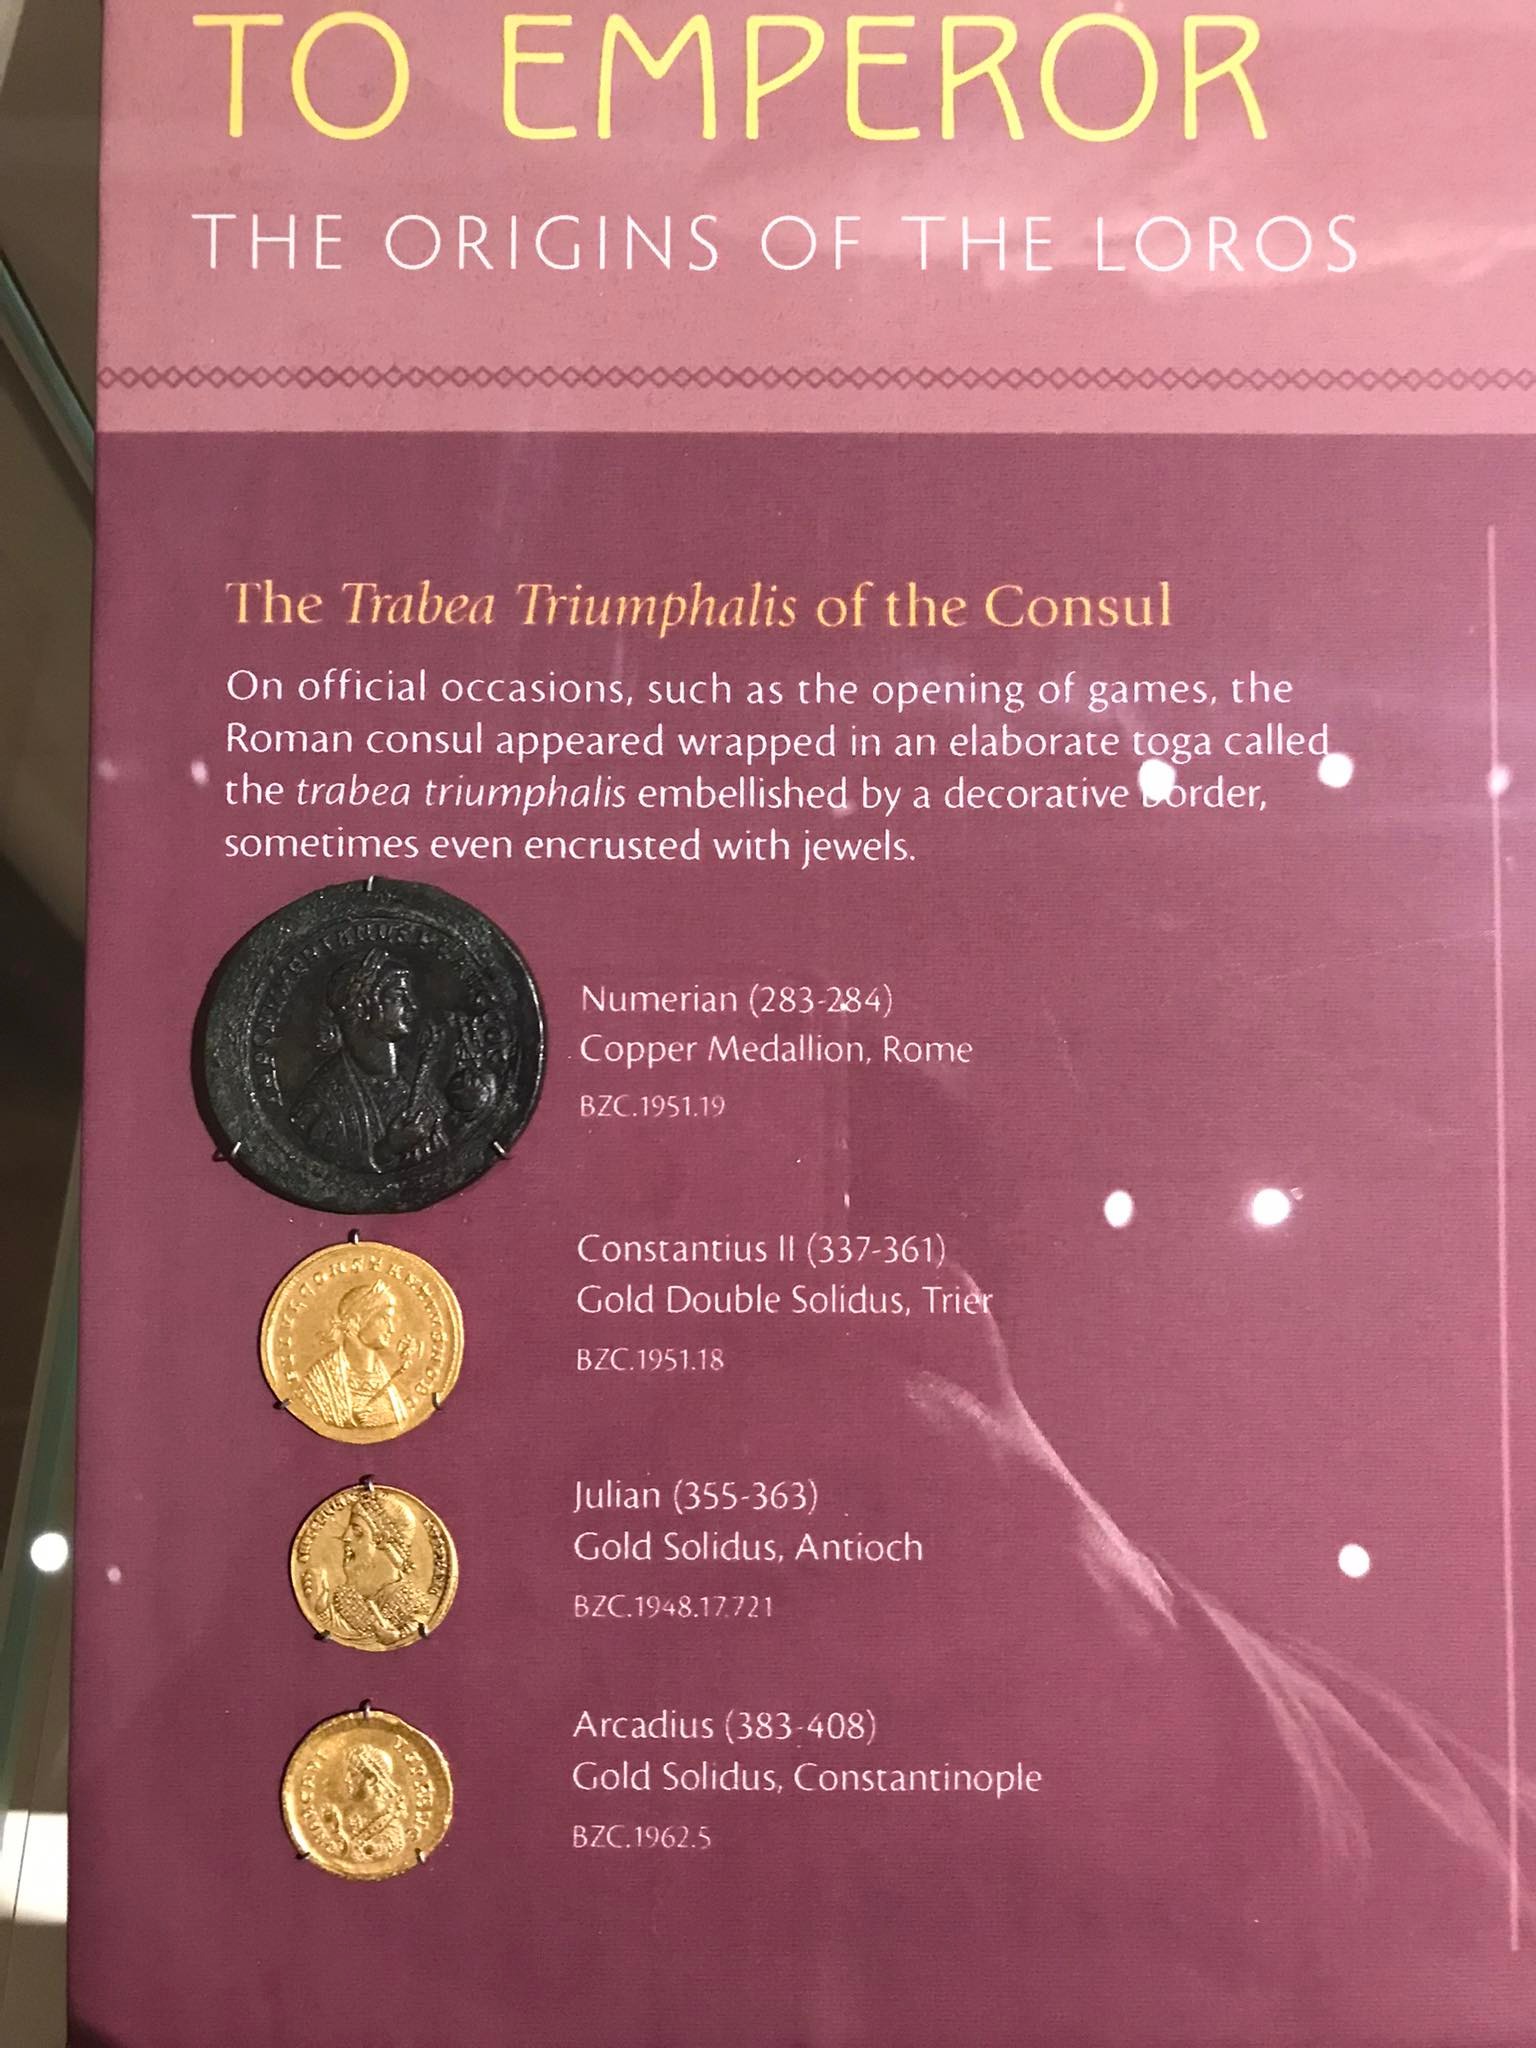 TO EMPEROR
THE ORIGINS OF THE LOROS
The Trabea Triumphalis of the Consul
On official occasions, such as the opening of games, the
Roman consul appeared wrapped in an elaborate toga called
the trabea triumphalis embellished by a decorative border,
sometimes even encrusted with jewels.
Numerian (283-284)
Copper Medallion, Rome
BZC.1951.19
Constantius II (337-361)
Gold Double Solidus, Trier
BZC.1951.18
Julian (355-363)
Gold Solidus, Antioch
BZC.1948.17.721
Arcadius (383-408)
Gold Solidus, Constantinople
BZC.1962.5